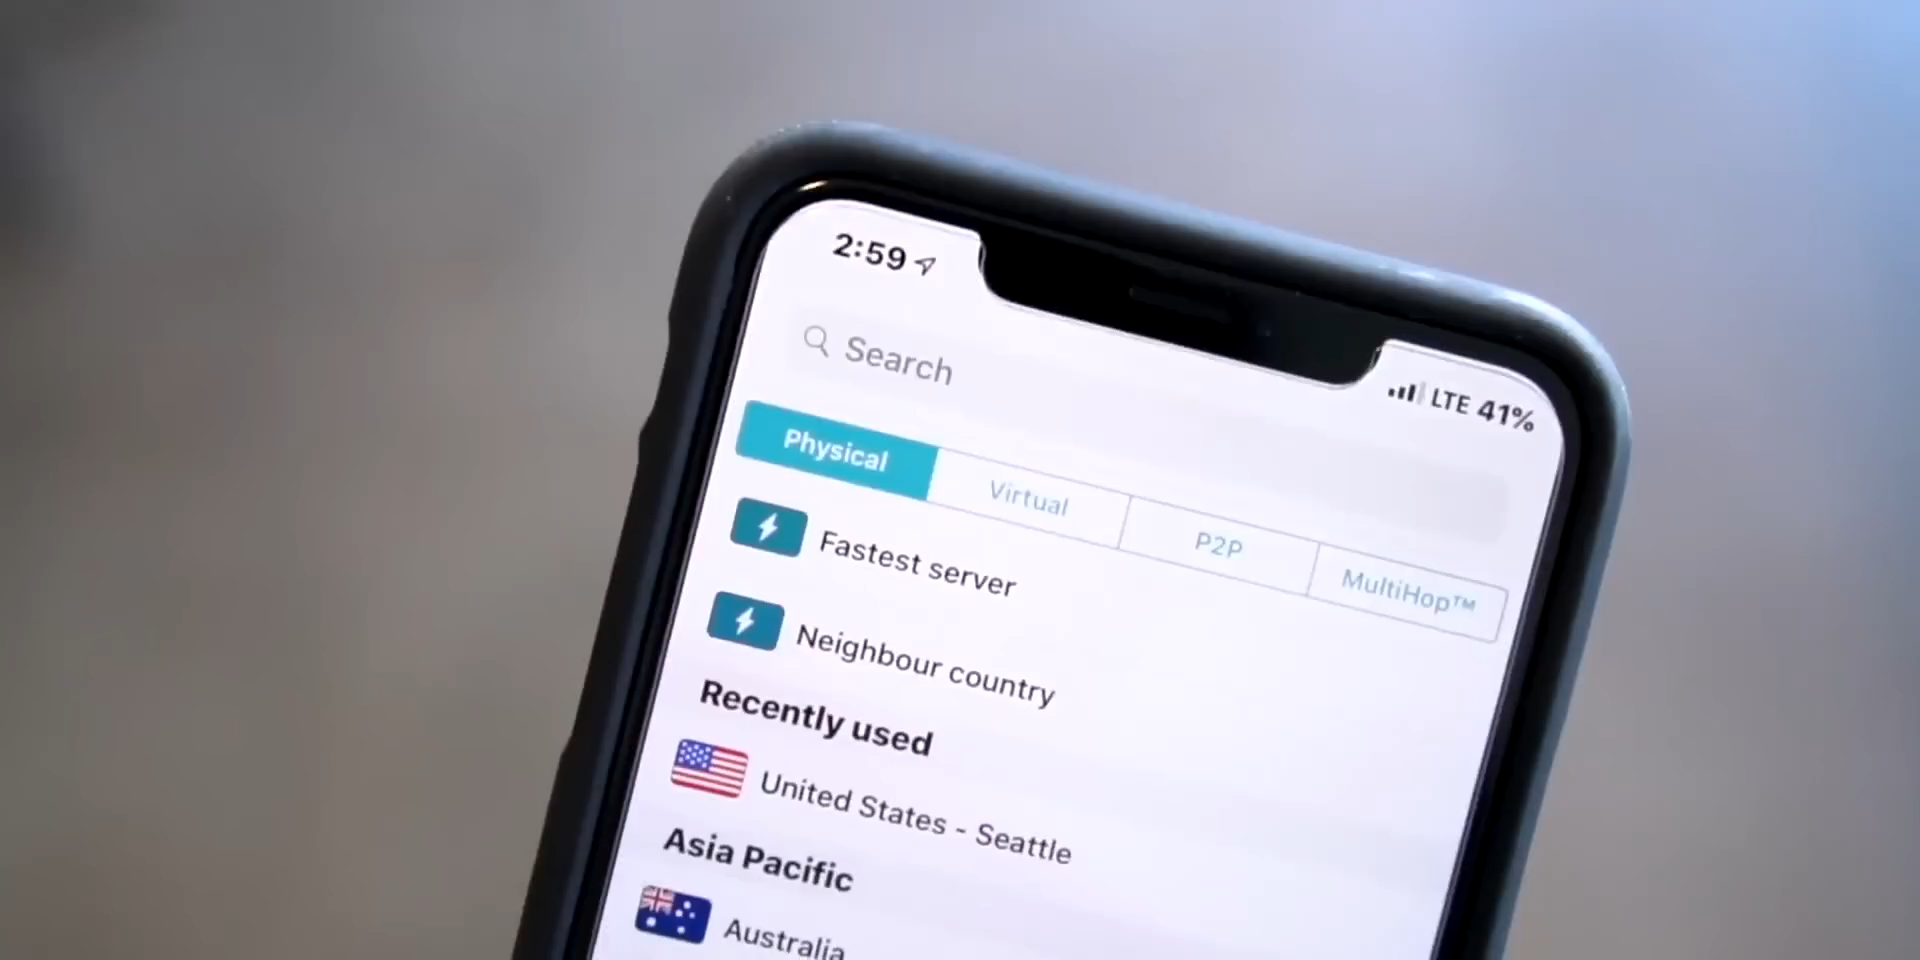 2:59
LTE 41%
Search
Physical
Virtual
P2P
MultiHop™
Fastest server
Neighbour country
Recently used
United States - Seattle
Asia Pacific
Australia